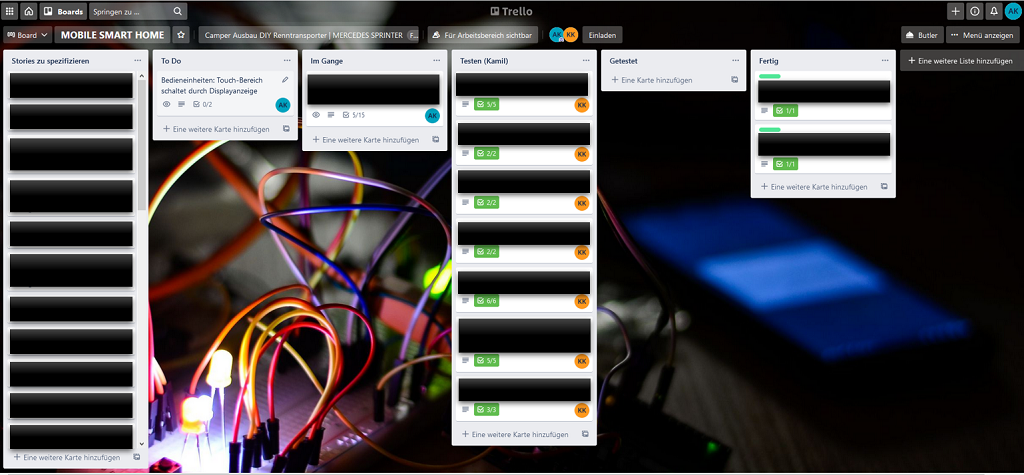 Boards
Springen zu ...
Trello
AK
Board
MOBILE SMART HOME
Camper Ausbau DIY Renntransporter | MERCEDES SPRINTER
Für Arbeitsbereich sichtbar
AK
KK
Einladen
Butler
Menü anzeigen
Stories zu spezifizieren
Eine weitere Karte hinzufügen
To Do
Bedieneinheiten: Touch-Bereich
schaltet durch Displayanzeige
0/2
AK
Eine weitere Karte hinzufügen
Im Gange
5/15
AK
Eine weitere Karte hinzufügen
Testen (Kamil)
5/5
KK
2/2
KK
2/2
KK
2/2
KK
6/6
KK
5/5
KK
3/3
KK
Eine weitere Karte hinzufügen
Getestet
Eine Karte hinzufügen
Fertig
1/1
1/1
Eine weitere Karte hinzufügen
Eine weitere Liste hinzufügen